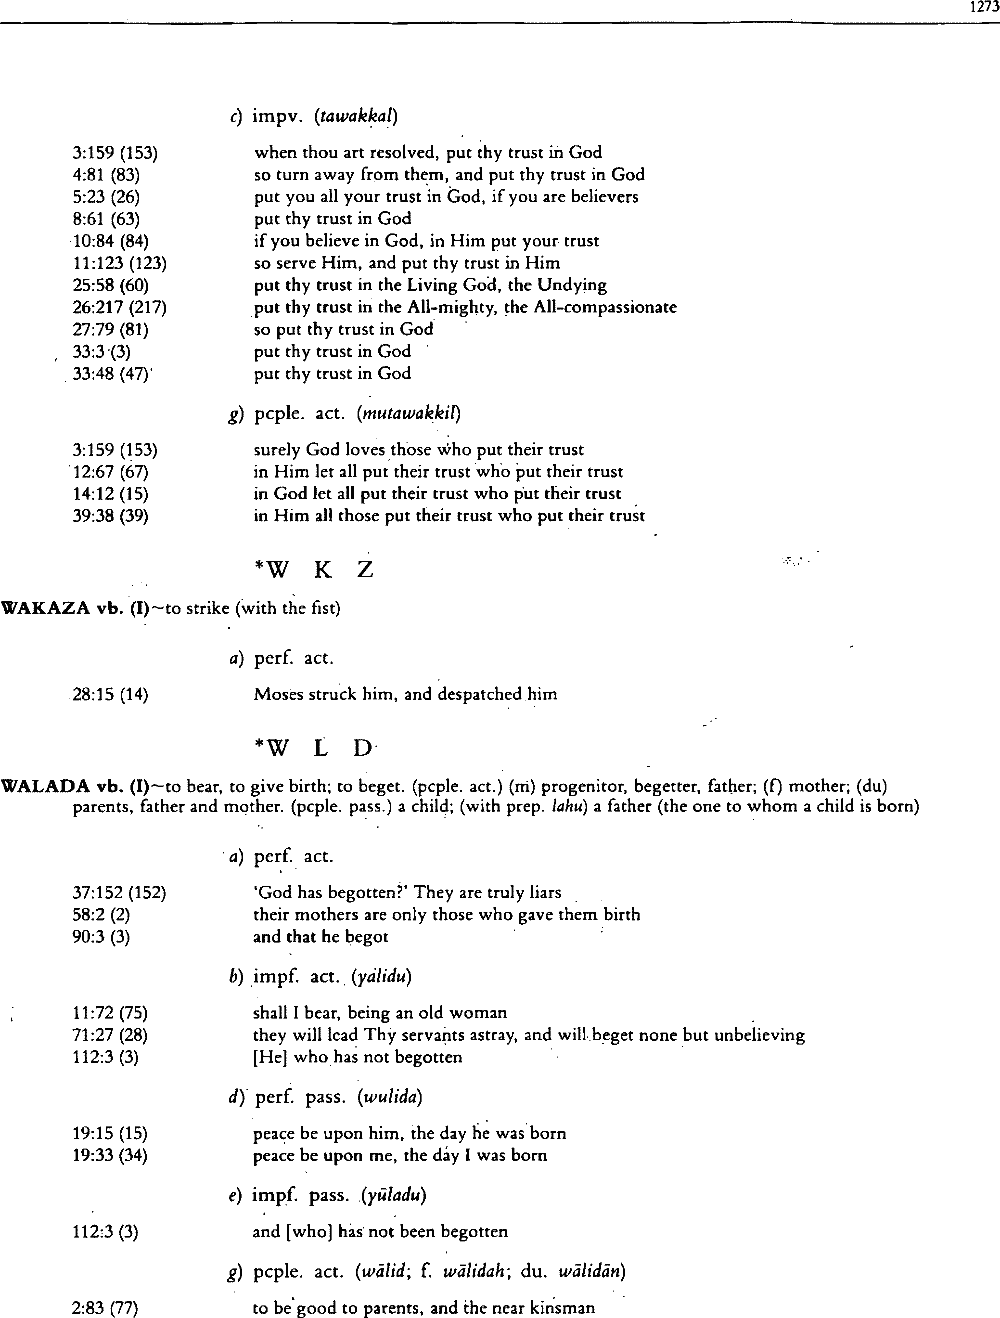 1273
c) impv. (tawakkal)
3:159 (153) when thou art resolved, put thy trust in God
4:81 (83) so turn away from them, and put thy trust in God
5:23 (26) put you all your trust in God, if you are believers
8:61 (63) put thy trust in God
10:84 (84) if you believe in God, in Him put your trust
11:123 (123) so serve Him, and put thy trust in Him
25:58 (60) put thy trust in the Living God, the Undying
26:217 (217) put thy trust in the All-mighty, the All-compassionate
27:79 (81) so put thy trust in God
33:3 (3) put thy trust in God
33:48 (47) put thy trust in God
g) pcple. act. (mutawakkil)
3:159 (153) surely God loves those who put their trust
12:67 (67) in Him let all put their trust who put their trust
14:12 (15) in God let all put their trust who put their trust
39:38 (39) in Him all those put their trust who put their trust
*W K Z
WAKAZA vb. (I)~to strike (with the fist)
a) perf. act.
28:15 (14) Moses struck him, and despatched him
*W L D
WALADA vb. (I)~to bear, to give birth; to beget. (pcple. act.) (m) progenitor, begetter, father; (f) mother; (du)
parents, father and mother. (pcple. pass.) a child; (with prep. lahu) a father (the one to whom a child is born)
a) perf. act.
37:152 (152) 'God has begotten?' They are truly liars
58:2 (2) their mothers are only those who gave them birth
90:3 (3) and that he begot
b) impf. act. (yalidu)
11:72 (75) shall I bear, being an old woman
71:27 (28) they will lead Thy servants astray, and will beget none but unbelieving
112:3 (3) [He] who has not begotten
d) perf. pass. (wulida)
19:15 (15) peace be upon him, the day he was born
19:33 (34) peace be upon me, the day I was born
e) impf. pass. (yūladu)
112:3 (3) and [who] has not been begotten
g) pcple. act. (wālid; f. wālidah; du. wālidān)
2:83 (77) to be good to parents, and the near kinsman